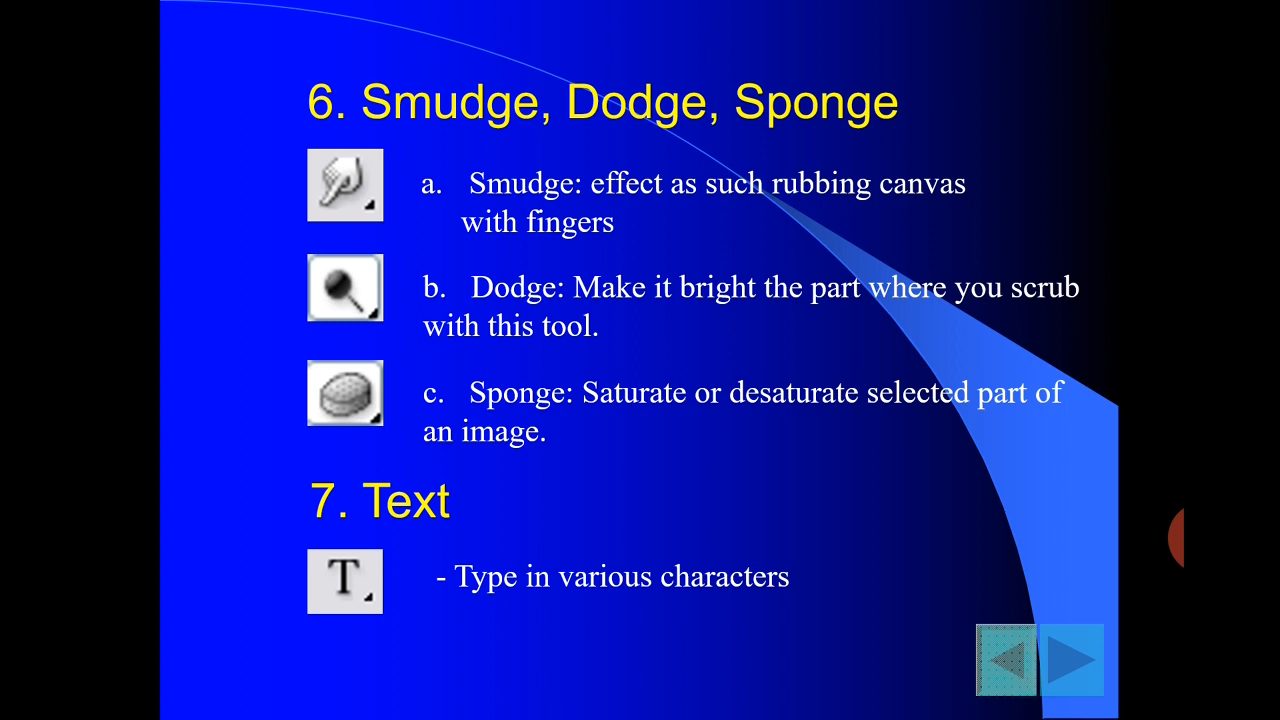 6. Smudge, Dodge, Sponge
a. Smudge: effect as such rubbing canvas
with fingers
b. Dodge: Make it bright the part where you scrub
with this tool.
c. Sponge: Saturate or desaturate selected part of
an image.
7. Text
T
- Type in various characters